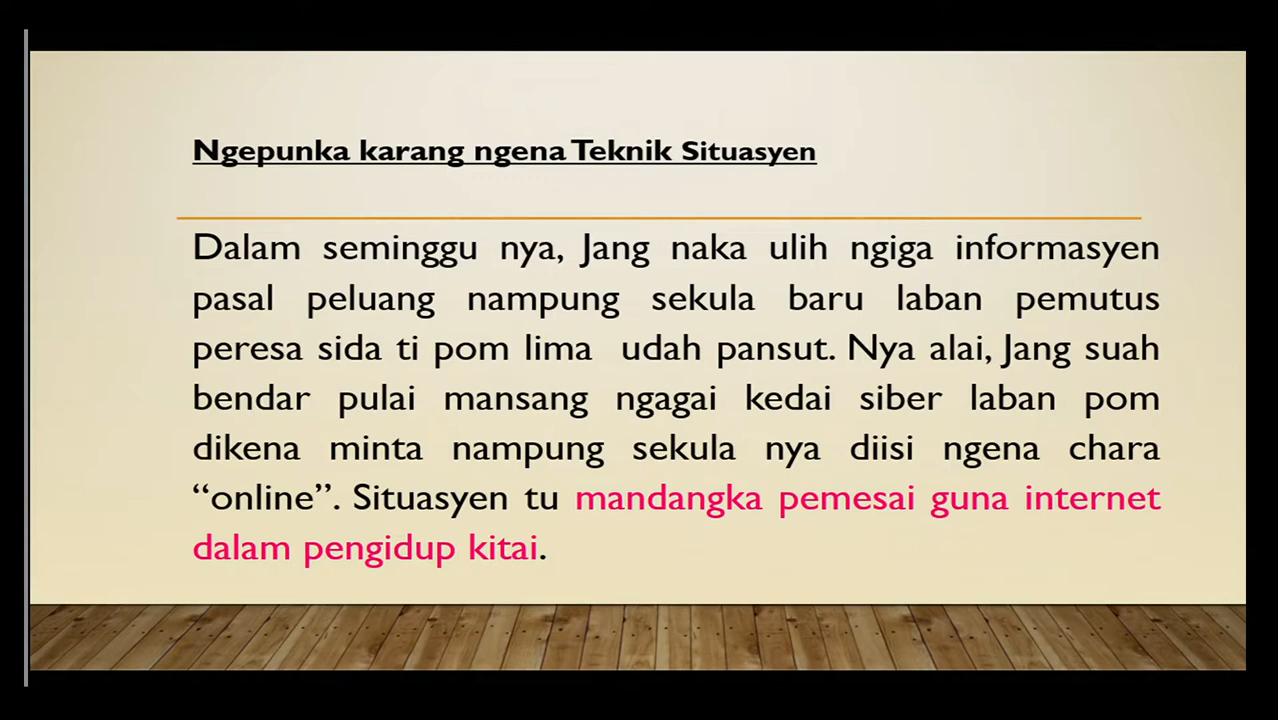 Ngepunka karang ngena Teknik Situasyen
Dalam seminggu nya, Jang naka ulih ngiga informasyen
pasal peluang nampung sekula baru laban pemutus
peresa sida ti pom lima udah pansut. Nya alai, Jang suah
bendar pulai mansang ngagai kedai siber laban pom
dikena minta nampung sekula nya diisi ngena chara
“online”. Situasyen tu mandangka pemesai guna internet
dalam pengidup kitai.